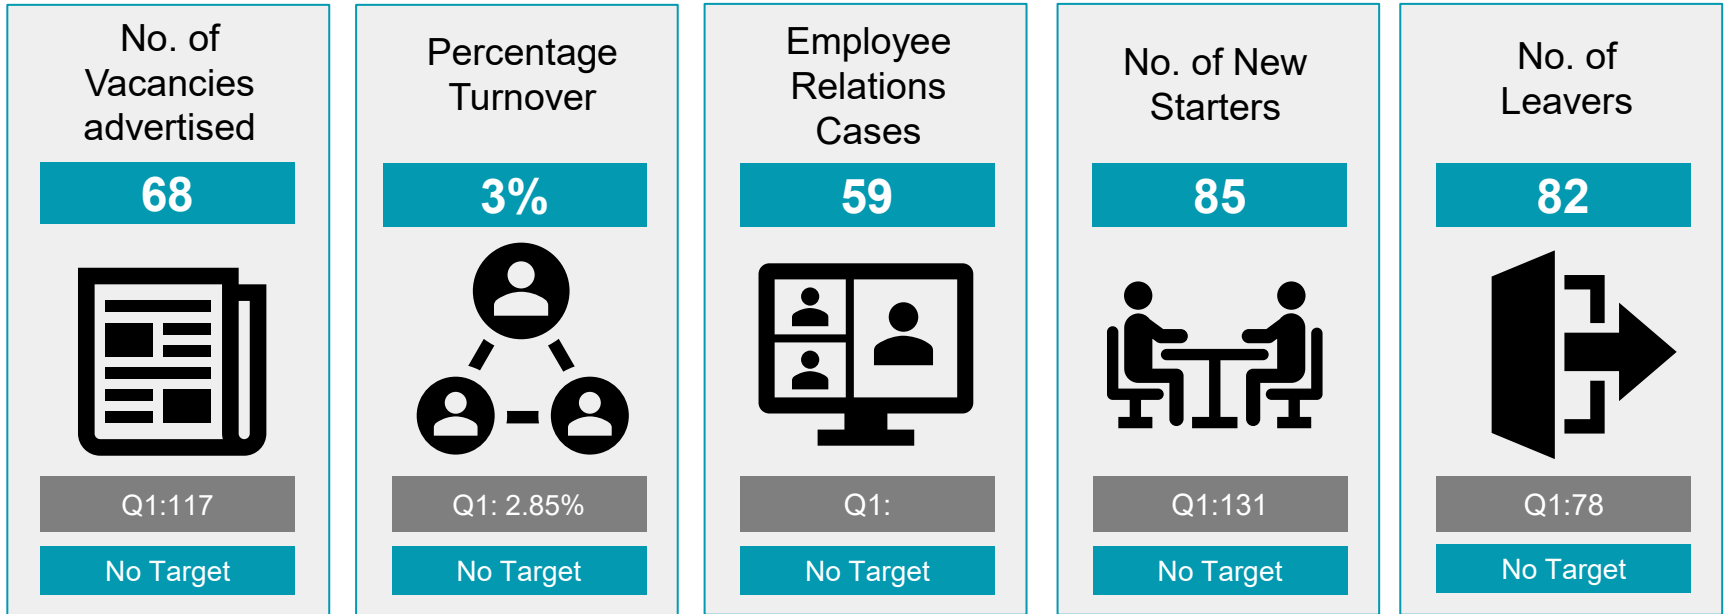 No. of
Vacancies
advertised
68
Q1:117
No Target
Percentage
Turnover
3%
Q1: 2.85%
No Target
Employee
Relations
Cases
59
Q1:
No Target
No. of New
Starters
85
Q1:131
No Target
No. of
Leavers
82
Q1:78
No Target